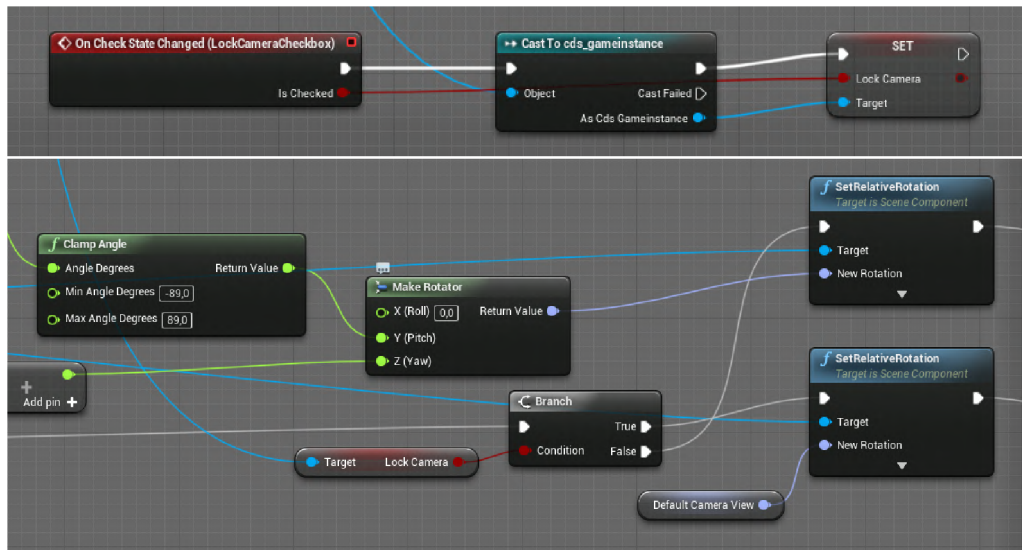 On Check State Changed (LockCameraCheckbox)
Is Checked
Cast To cds_gameinstance
Object
Cast Failed
As Cds Gameinstance
SET
Lock Camera
Target
SetRelativeRotation
Target is Scene Component
Target
New Rotation
Clamp Angle
Angle Degrees
Return Value
Min Angle Degrees -89,0
Max Angle Degrees 89,0
Make Rotator
X (Roll) 0,0
Return Value
Y (Pitch)
Z (Yaw)
Add pin
Branch
True
Condition
False
Target
Lock Camera
SetRelativeRotation
Target is Scene Component
Target
New Rotation
Default Camera View